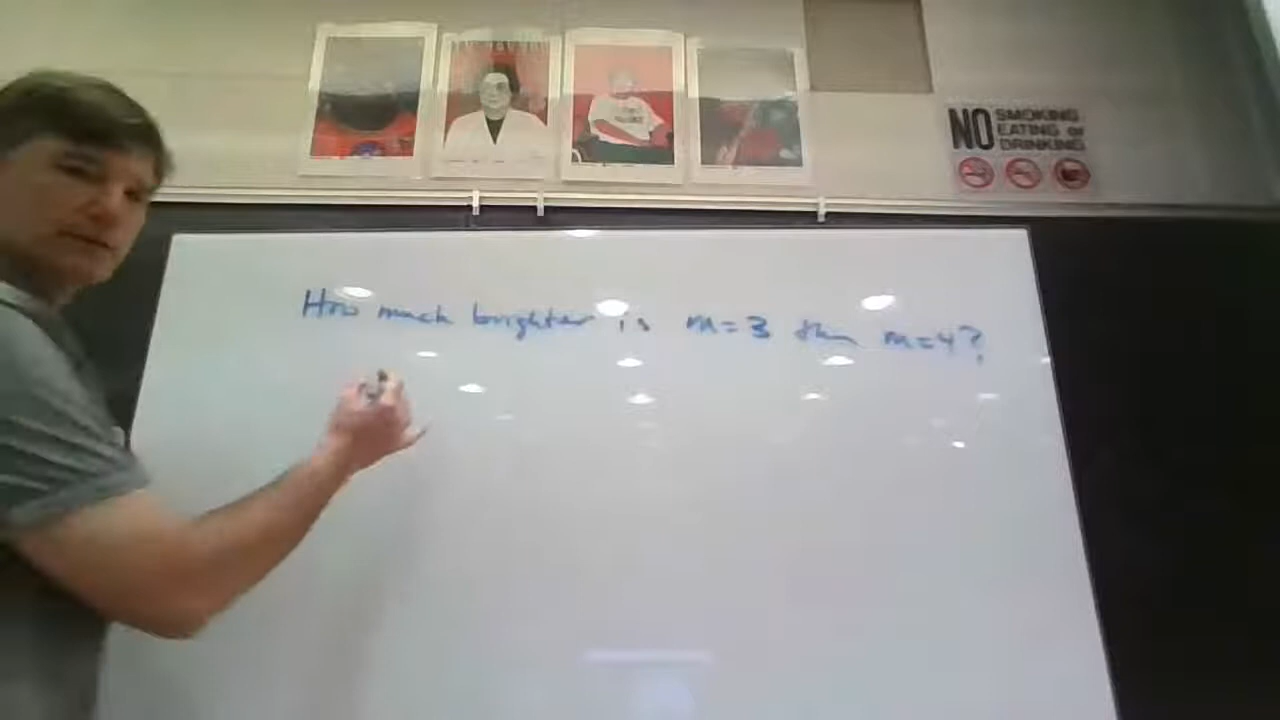 NO SMOKING
EATING or
DRINKING
How much brighter is m=3 than m=4?